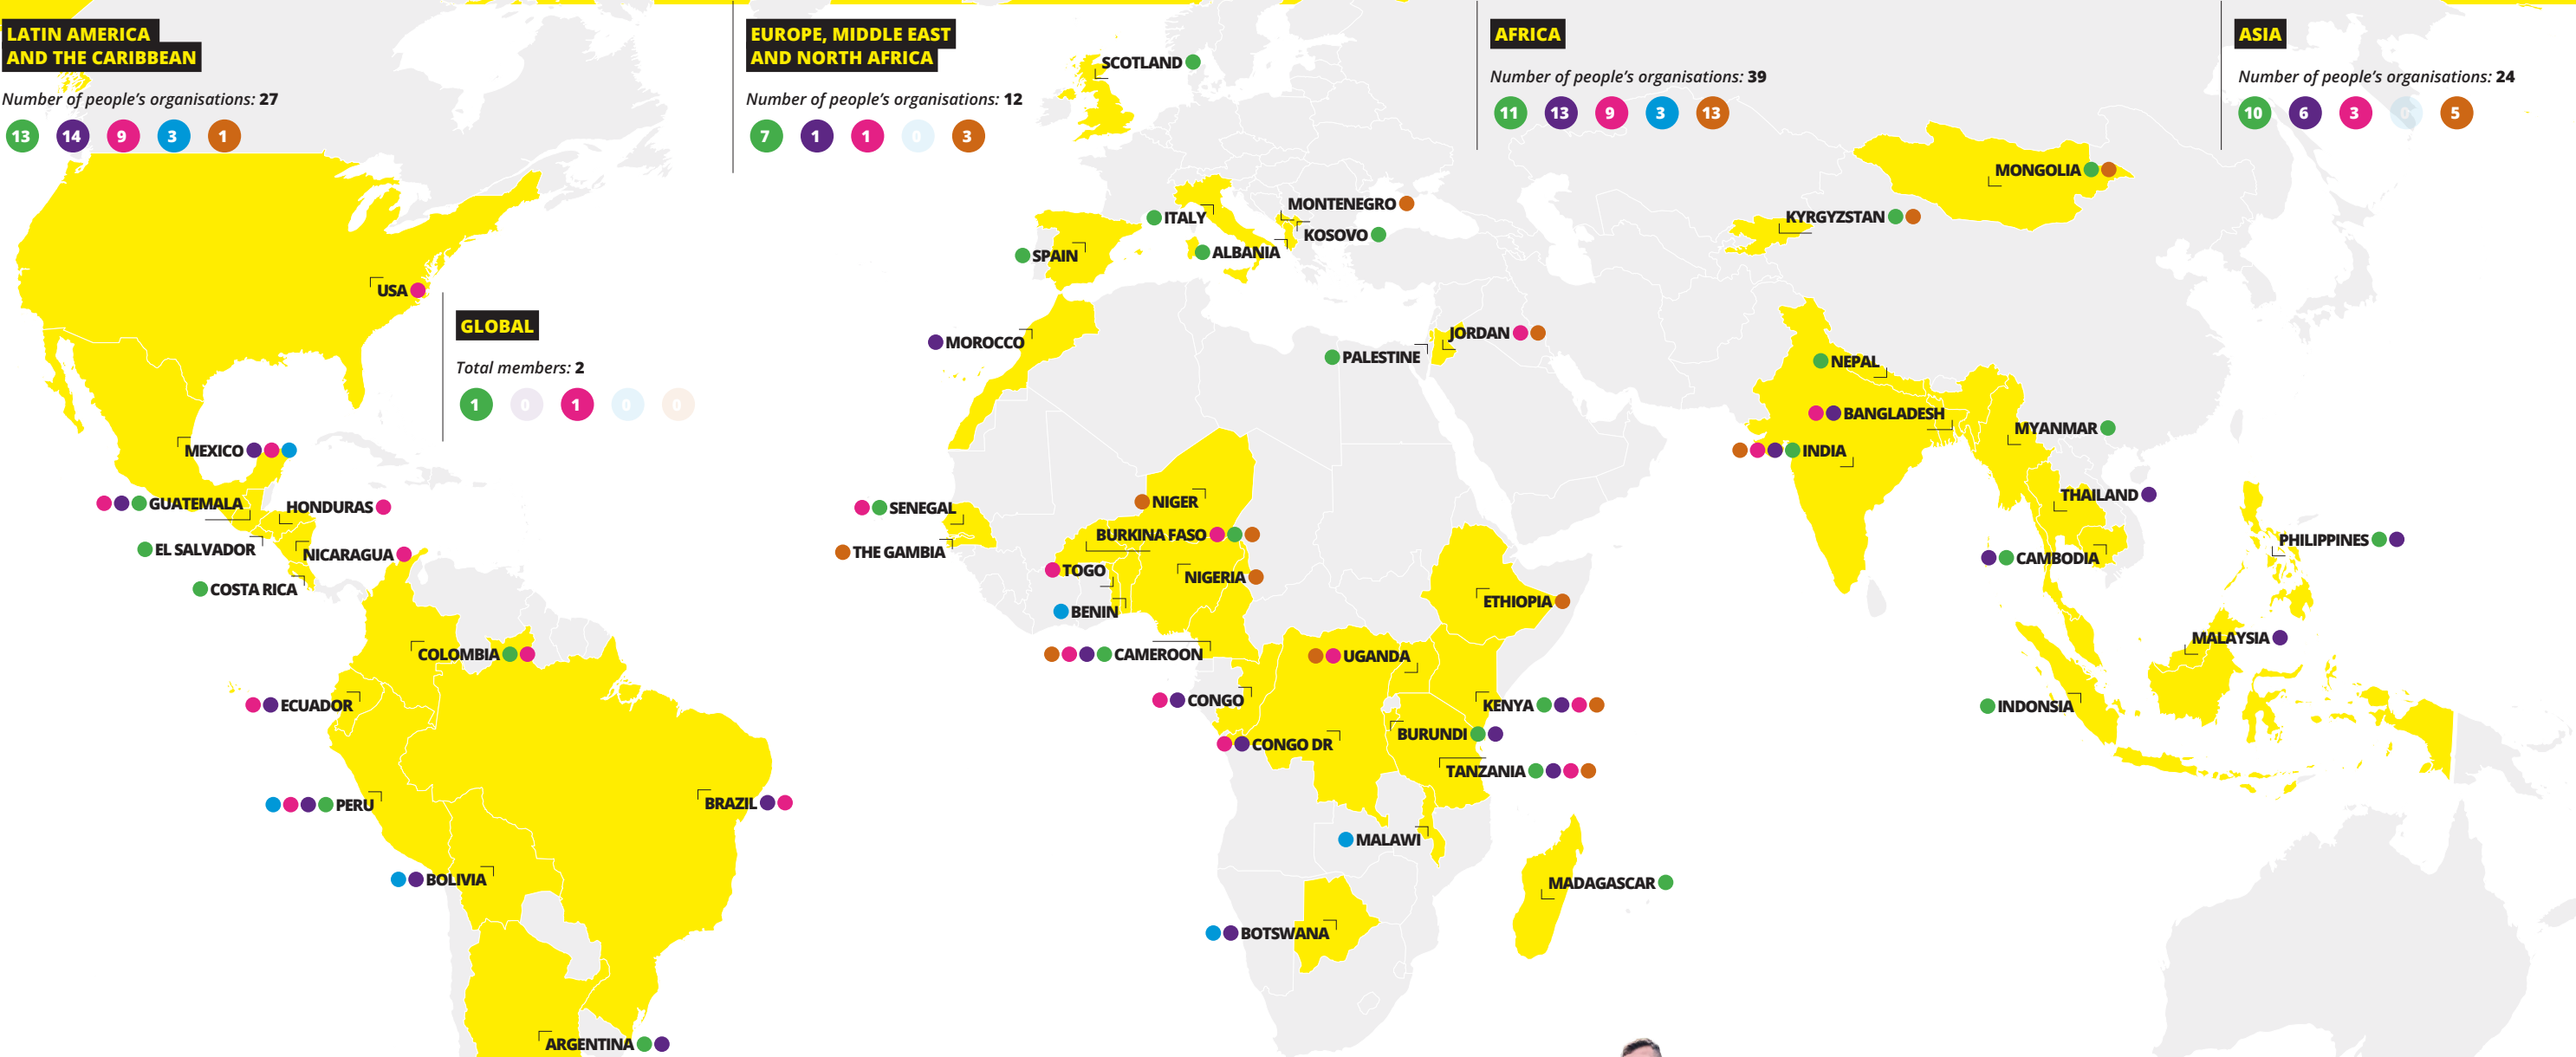 LATIN AMERICA
AND THE CARIBBEAN
Number of people's organisations: 27
13 14 9 3 1
EUROPE, MIDDLE EAST
AND NORTH AFRICA
Number of people's organisations: 12
7 1 1 0 3
AFRICA
Number of people's organisations: 39
11 13 9 3 13
ASIA
Number of people's organisations: 24
10 6 3 0 5
GLOBAL
Total members: 2
1 0 1 0 0
USA
MEXICO
GUATEMALA
HONDURAS
EL SALVADOR
NICARAGUA
COSTA RICA
COLOMBIA
ECUADOR
PERU
BRAZIL
BOLIVIA
ARGENTINA
SCOTLAND
ITALY
MONTENEGRO
KOSOVO
ALBANIA
SPAIN
MOROCCO
JORDAN
PALESTINE
SENEGAL
THE GAMBIA
NIGER
BURKINA FASO
TOGO
NIGERIA
BENIN
ETHIOPIA
CAMEROON
UGANDA
CONGO
KENYA
CONGO DR
BURUNDI
TANZANIA
MALAWI
MADAGASCAR
BOTSWANA
MONGOLIA
KYRGYZSTAN
NEPAL
BANGLADESH
MYANMAR
INDIA
THAILAND
PHILIPPINES
CAMBODIA
MALAYSIA
INDONSIA